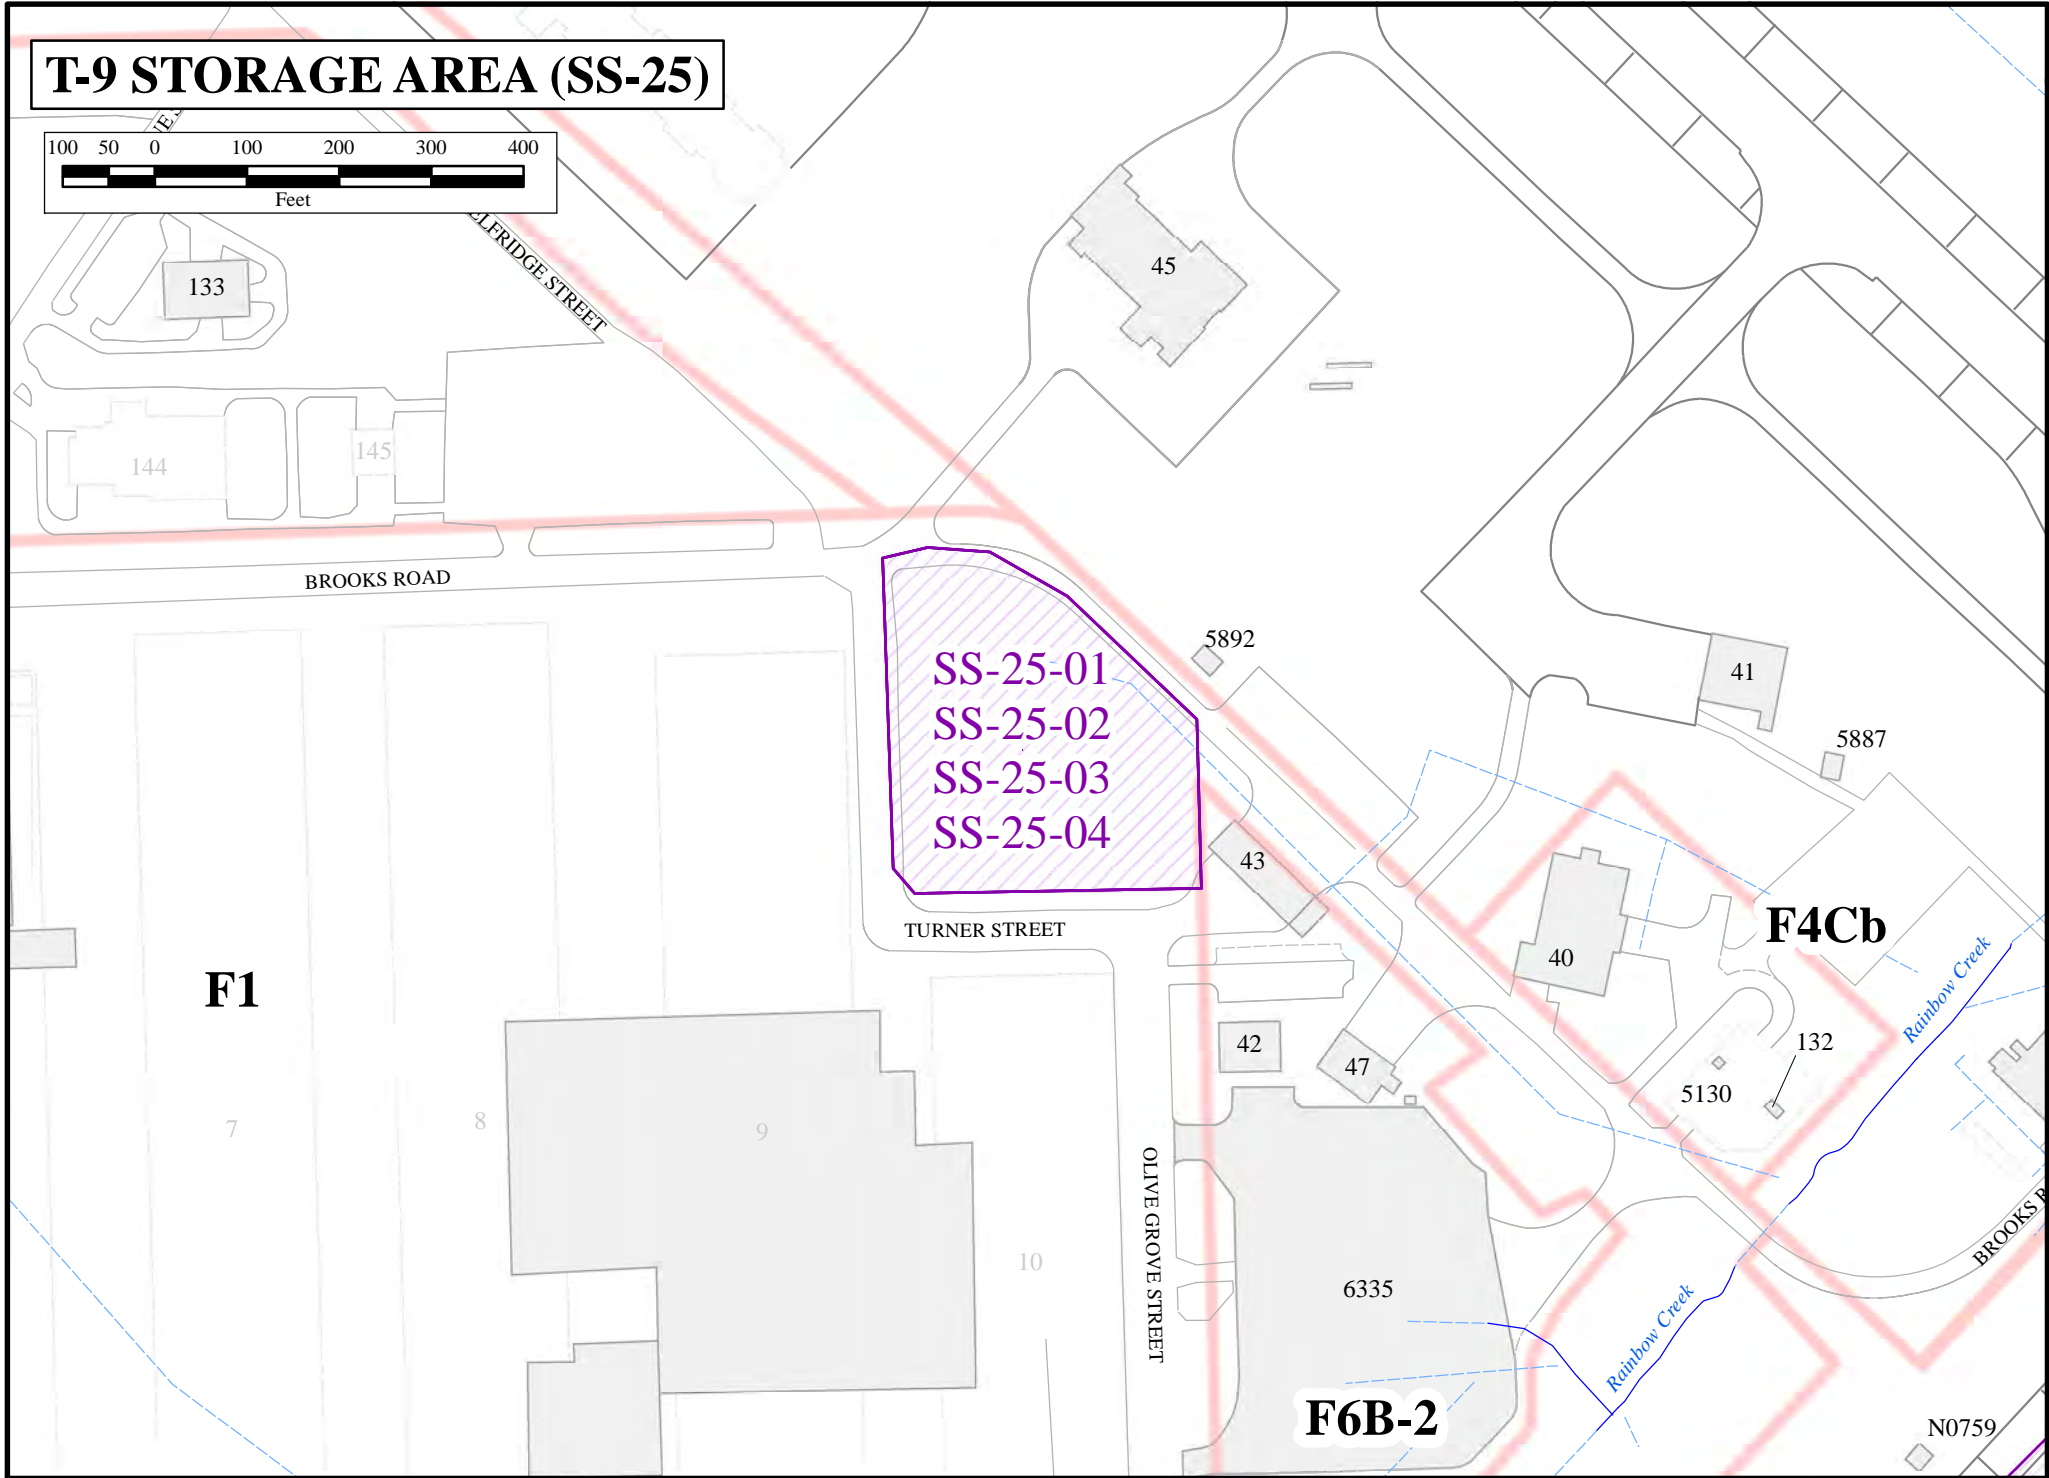 T-9 STORAGE AREA (SS-25)
100 50 0 100 200 300 400
Feet
ELFRIDGE STREET
133
45
144
145
BROOKS ROAD
5892
41
5887
SS-25-01
SS-25-02
SS-25-03
SS-25-04
43
TURNER STREET
F4Cb
40
Rainbow Creek
F1
42
47
132
5130
7
8
9
10
OLIVE GROVE STREET
BROOKS R
6335
Rainbow Creek
F6B-2
N0759